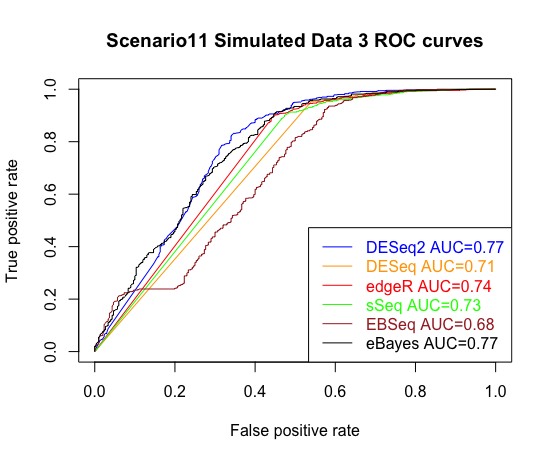 Scenario11 Simulated Data 3 ROC curves
True positive rate
1.0
0.8
0.6
0.4
0.2
0.0
DESeq2 AUC=0.77
DESeq AUC=0.71
edgeR AUC=0.74
sSeq AUC=0.73
EBSeq AUC=0.68
eBayes AUC=0.77
0.0 0.2 0.4 0.6 0.8 1.0
False positive rate